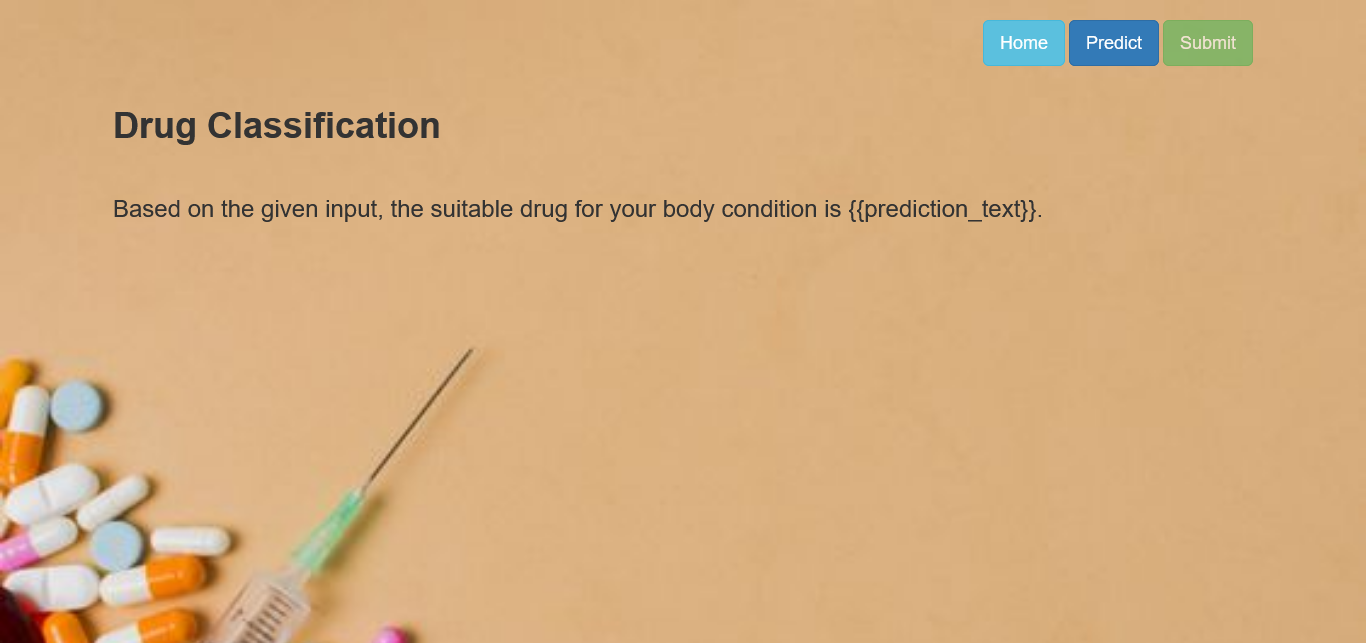 Home Predict Submit
Drug Classification
Based on the given input, the suitable drug for your body condition is {{prediction_text}}.